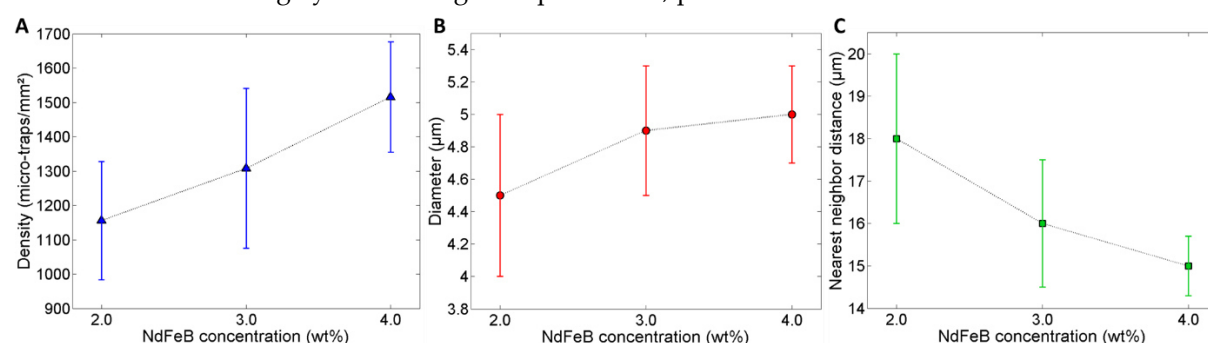 A
B
C
1700
1600
1500
1400
1300
1200
1100
1000
900
Density (micro-traps/mm²)
2.0 3.0 4.0
NdFeB concentration (wt%)
5.4
5.2
5
4.8
4.6
4.4
4.2
4
3.8
Diameter (µm)
2.0 3.0 4.0
NdFeB concentration (wt%)
20
19
18
17
16
15
14
Nearest neighbor distance (µm)
2.0 3.0 4.0
NdFeB concentration (wt%)